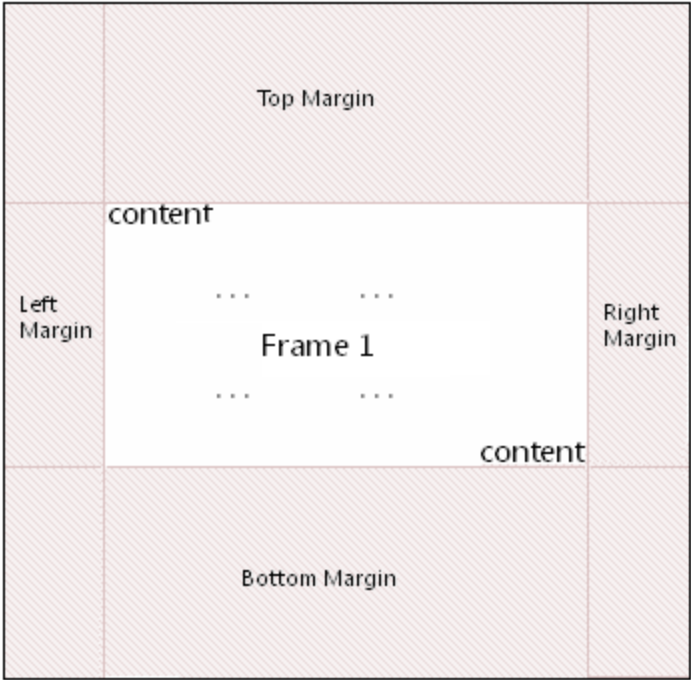 Top Margin
content
... ...
Left
Margin
Right
Margin
Frame 1
... ...
content
Bottom Margin